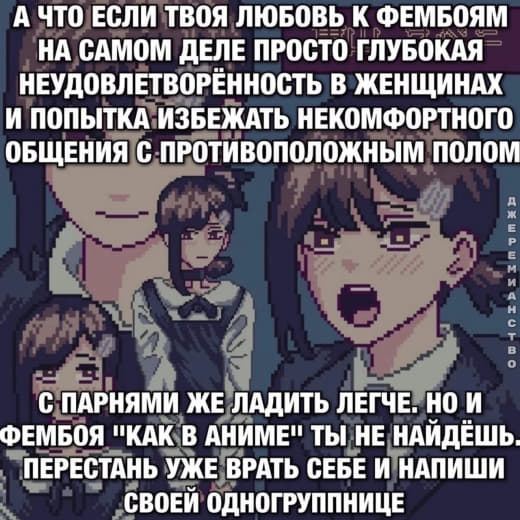 А ЧТО ЕСЛИ ТВОЯ ЛЮБОВЬ К ФЕМБОЯМ
НА САМОМ ДЕЛЕ ПРОСТО ГЛУБОКАЯ
НЕУДОВЛЕТВОРЁННОСТЬ В ЖЕНЩИНАХ
И ПОПЫТКА ИЗБЕЖАТЬ НЕКОМФОРТНОГО
ОБЩЕНИЯ С ПРОТИВОПОЛОЖНЫМ ПОЛОМ
ДЖЕРЕМИАНСТВО
С ПАРНЯМИ ЖЕ ЛАДИТЬ ЛЕГЧЕ. НО И
ФЕМБОЯ "КАК В АНИМЕ" ТЫ НЕ НАЙДЁШЬ.
ПЕРЕСТАНЬ УЖЕ ВРАТЬ СЕБЕ И НАПИШИ
СВОЕЙ ОДНОГРУППНИЦЕ